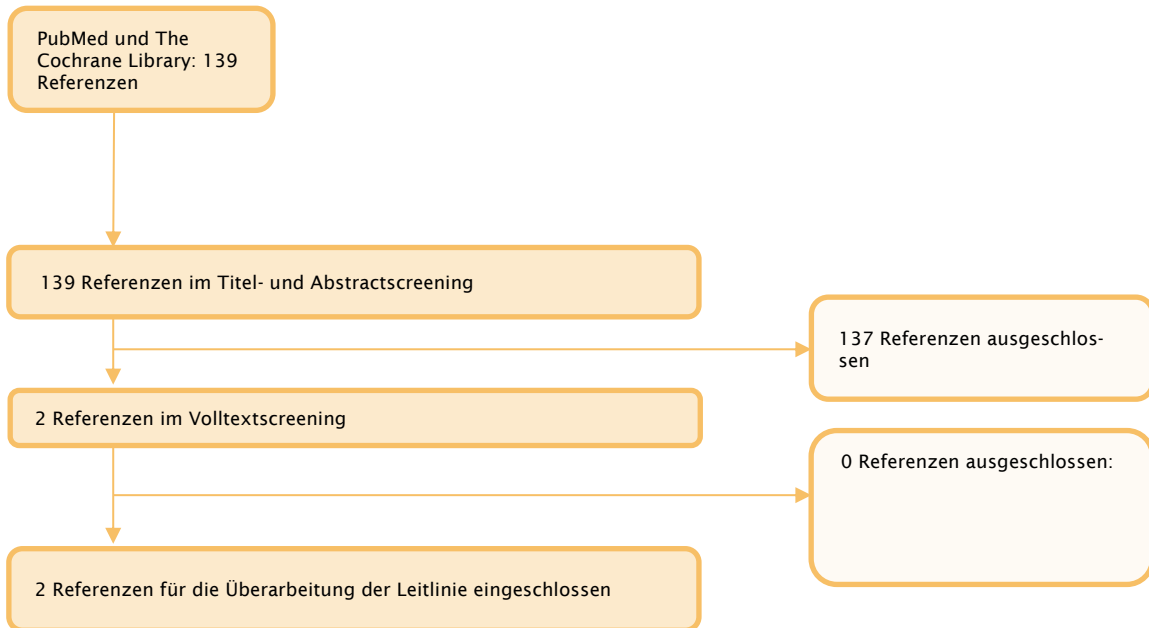 PubMed und The
Cochrane Library: 139
Referenzen
139 Referenzen im Titel- und Abstractscreening
137 Referenzen ausgeschlos-
sen
2 Referenzen im Volltextscreening
0 Referenzen ausgeschlossen:
2 Referenzen für die Überarbeitung der Leitlinie eingeschlossen